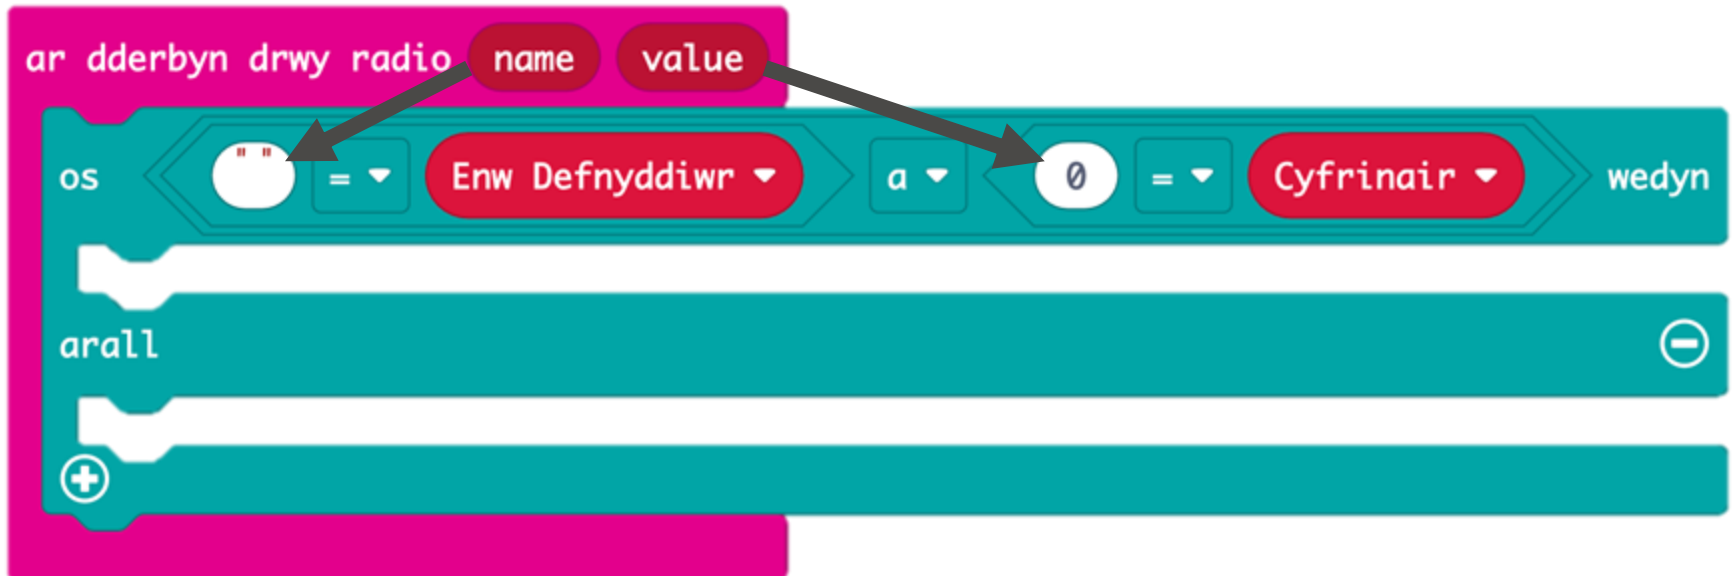 ar dderbyn drwy radio name value
os " " = Enw Defnyddiwr a 0 = Cyfrinair wedyn
arall